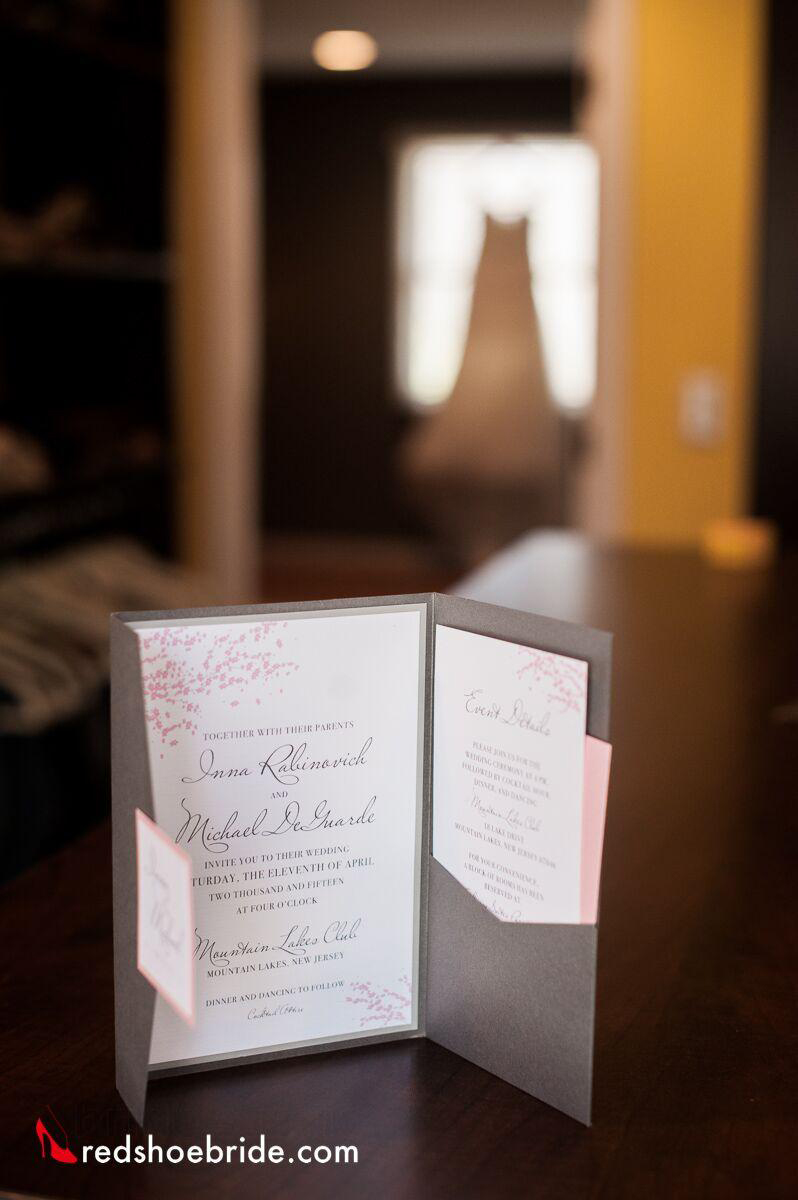 TOGETHER WITH THEIR PARENTS
Inna Rabinovich
AND
Michael DeGuarde
INVITE YOU TO THEIR WEDDING
TURDAY, THE ELEVENTH OF APRIL
TWO THOUSAND AND FIFTEEN
AT FOUR O'CLOCK
Mountain Lakes Club
MOUNTAIN LAKES, NEW JERSEY
DINNER AND DANCING TO FOLLOW
Cocktail Attire
Event Details
PLEASE JOIN US FOR THE
WEDDING CEREMONY AT 4 PM,
FOLLOWED BY COCKTAIL HOUR,
DINNER, AND DANCING
Mountain Lakes Club
LAKE DRIVE
MOUNTAIN LAKES, NEW JERSEY 07046
FOR YOUR CONVENIENCE,
A BLOCK OF ROOMS HAS BEEN
RESERVED AT
redshoebride.com